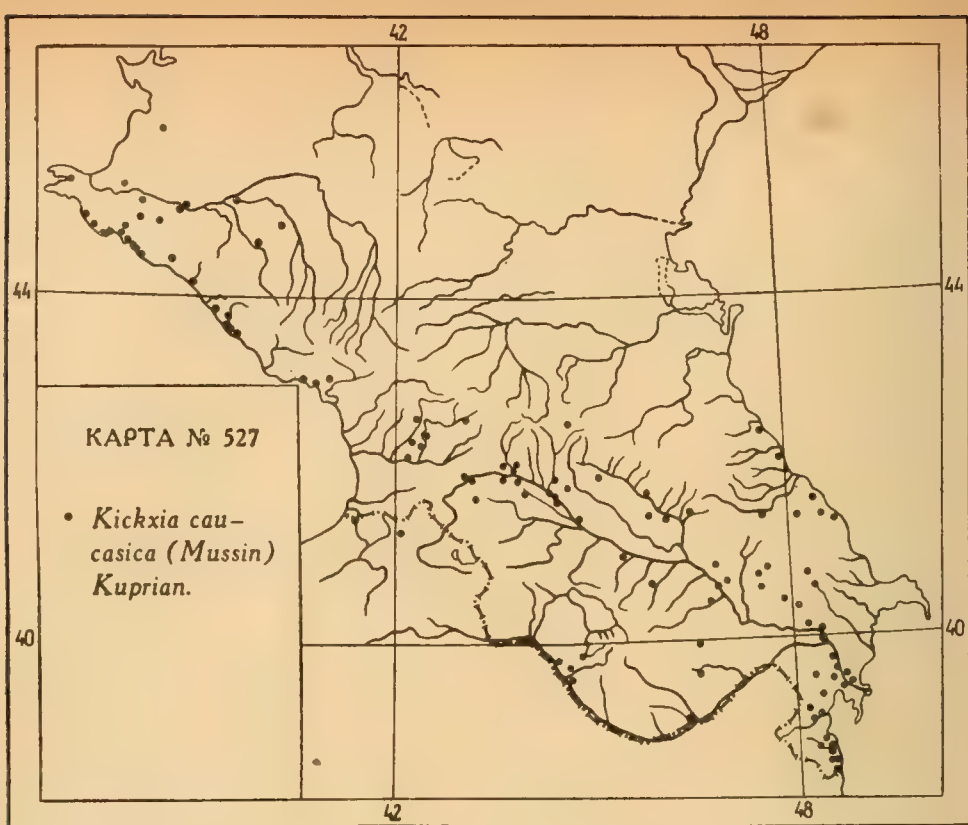 42 48
44 44
КАРТА № 527
• Kickxia cau-
casica (Mussin)
Kuprian.
40 40
42 48